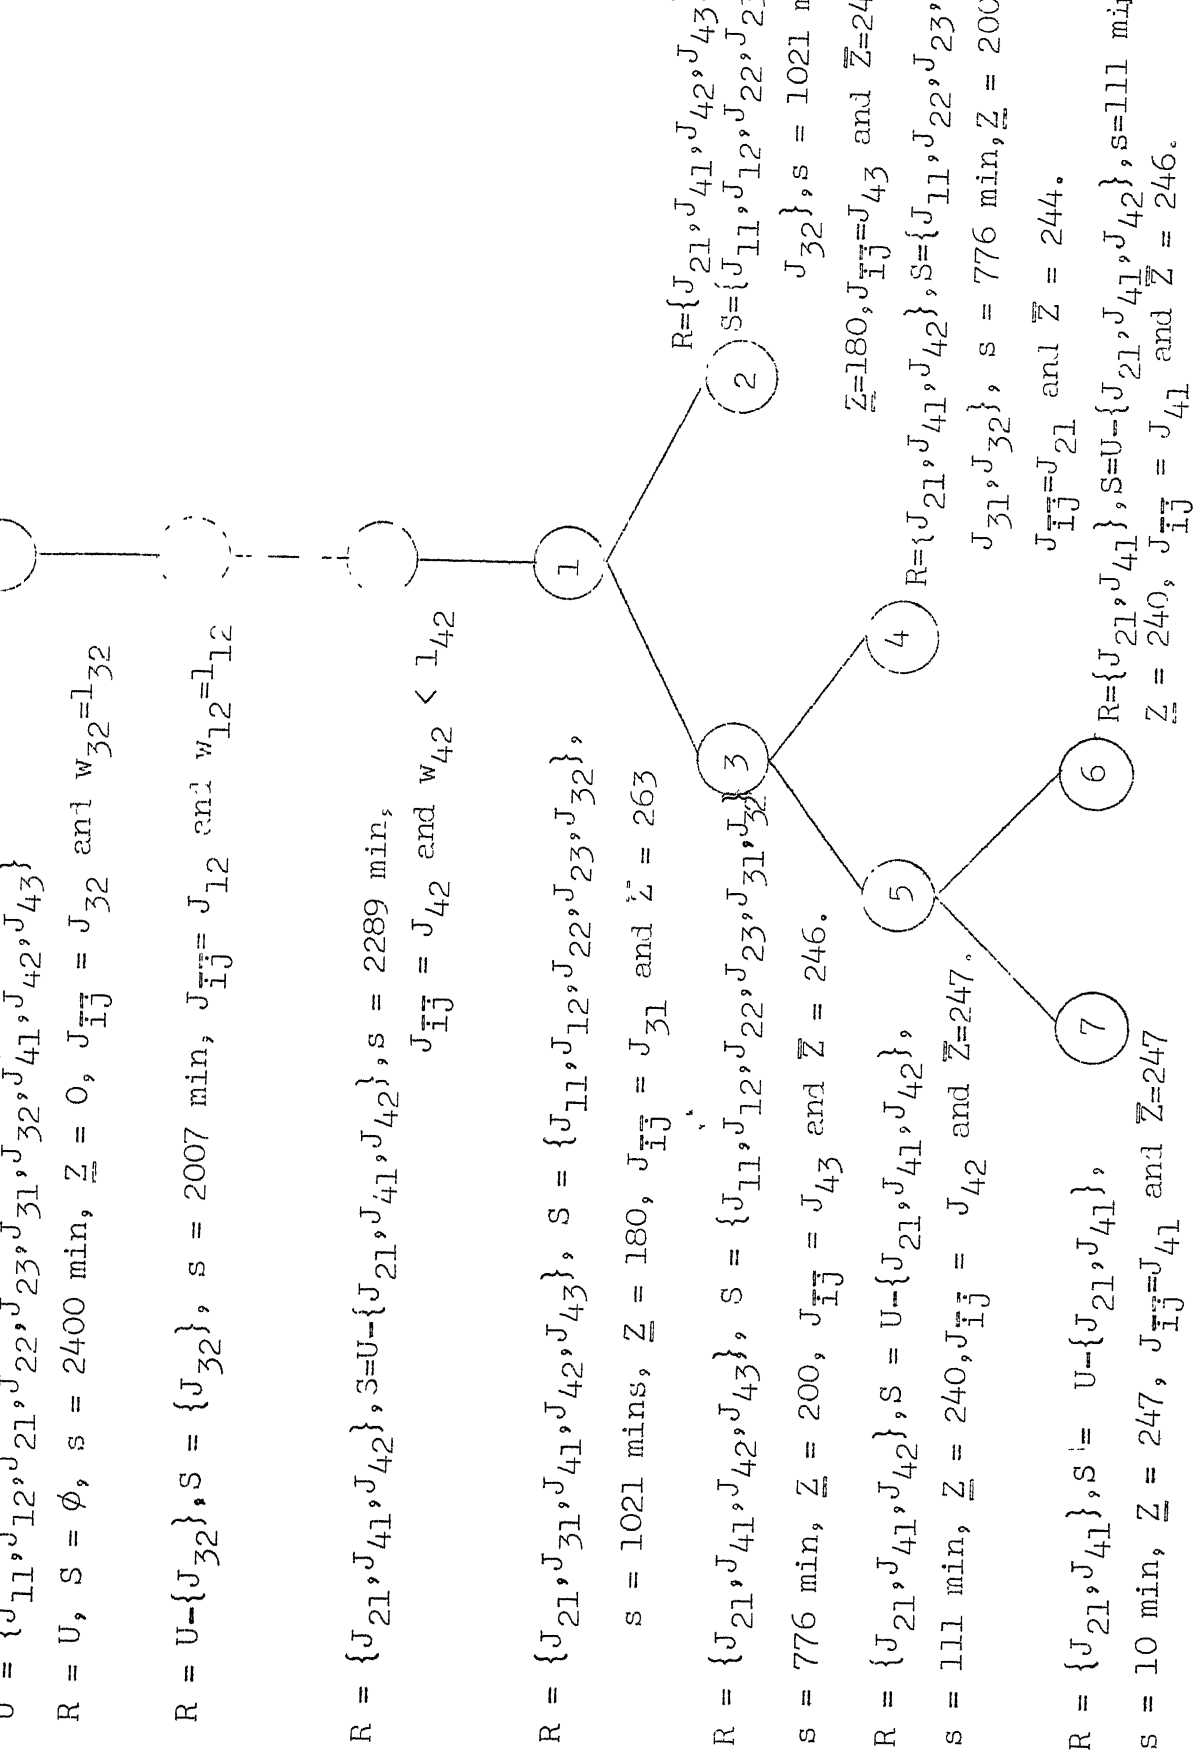 U = {J11,J12,J21,J22,J23,J31,J32,J41,J42,J43}
R = U, S = ∅, s = 2400 min, Z = 0, Jij = J32 and w32=l32
R = U-{J32},S = {J32}, s = 2007 min, Jij= J12 and w12=l12
R = {J21,J41,J42},S=U-{J21,J41,J42},s = 2289 min,
Jij = J42 and w42 < l42
1
R = {J21,J31,J41,J42,J43}, S = {J11,J12,J22,J23,J32},
s = 1021 mins, Z = 180, Jij = J31 and Z̄ = 263
2
R={J21,J41,J42,J43
S={J11,J12,J22,J23
J32},s = 1021 m
Z=180,Jij=J43 and Z̄=24
3
R = {J21,J41,J42,J43}, S = {J11,J12,J22,J23,J31,J32}
s = 776 min, Z = 200, Jij = J43 and Z̄ = 246.
4
R={J21,J41,J42},S={J11,J22,J23,
J31,J32}, s = 776 min,Z = 200
Jij=J21 and Z̄ = 244.
5
R = {J21,J41,J42},S = U-{J21,J41,J42},
s = 111 min, Z = 240,Jij = J42 and Z̄=247.
6
R={J21,J41},S=U-{J21,J41,J42},s=111 min
Z = 240, Jij = J41 and Z̄ = 246.
7
R = {J21,J41},S = U-{J21,J41},
s = 10 min, Z = 247, Jij=J41 and Z̄=247